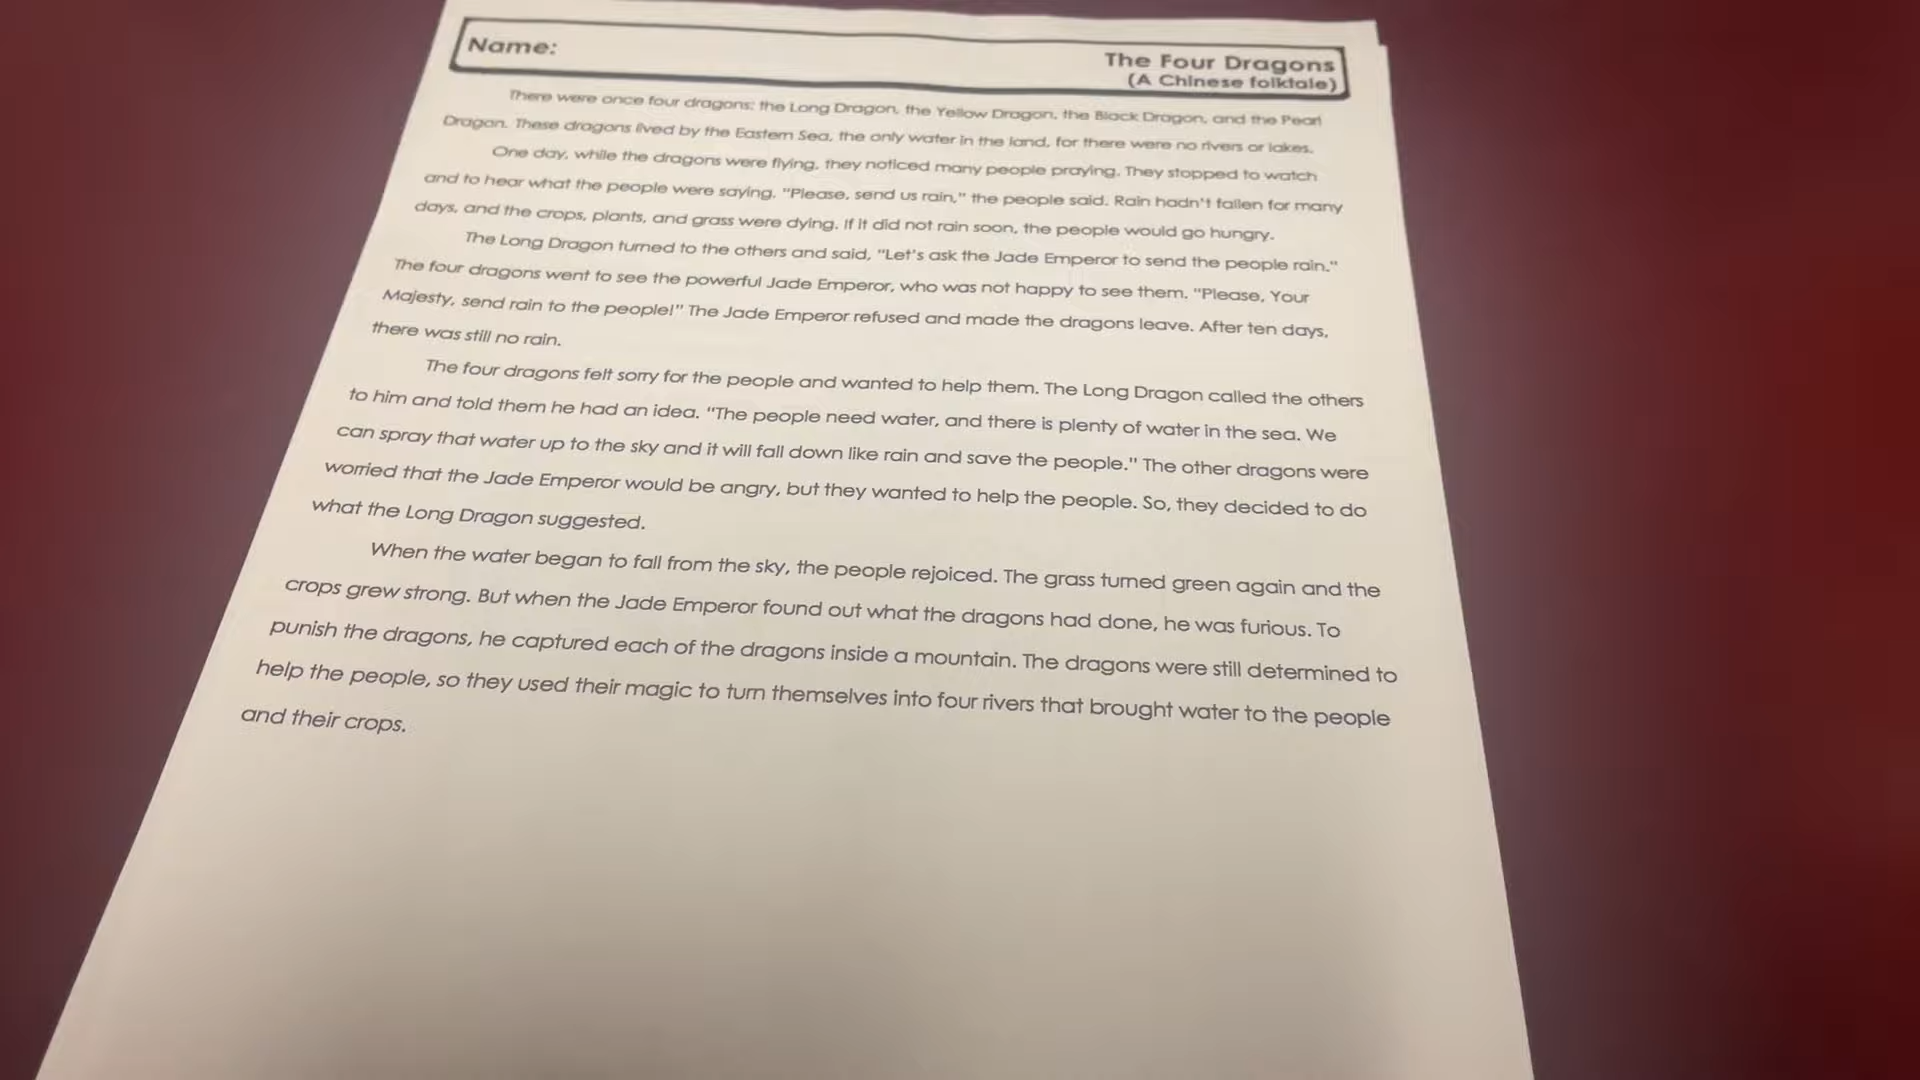 Name:
The Four Dragons
(A Chinese folktale)
There were once four dragons: the Long Dragon, the Yellow Dragon, the Black Dragon, and the Pearl
Dragon. These dragons lived by the Eastern Sea, the only water in the land, for there were no rivers or lakes.
One day, while the dragons were flying, they noticed many people praying. They stopped to watch
and to hear what the people were saying. "Please, send us rain," the people said. Rain hadn't fallen for many
days, and the crops, plants, and grass were dying. If it did not rain soon, the people would go hungry.
The Long Dragon turned to the others and said, "Let's ask the Jade Emperor to send the people rain."
The four dragons went to see the powerful Jade Emperor, who was not happy to see them. "Please, Your
Majesty, send rain to the people!" The Jade Emperor refused and made the dragons leave. After ten days,
there was still no rain.
The four dragons felt sorry for the people and wanted to help them. The Long Dragon called the others
to him and told them he had an idea. "The people need water, and there is plenty of water in the sea. We
can spray that water up to the sky and it will fall down like rain and save the people." The other dragons were
worried that the Jade Emperor would be angry, but they wanted to help the people. So, they decided to do
what the Long Dragon suggested.
When the water began to fall from the sky, the people rejoiced. The grass turned green again and the
crops grew strong. But when the Jade Emperor found out what the dragons had done, he was furious. To
punish the dragons, he captured each of the dragons inside a mountain. The dragons were still determined to
help the people, so they used their magic to turn themselves into four rivers that brought water to the people
and their crops.